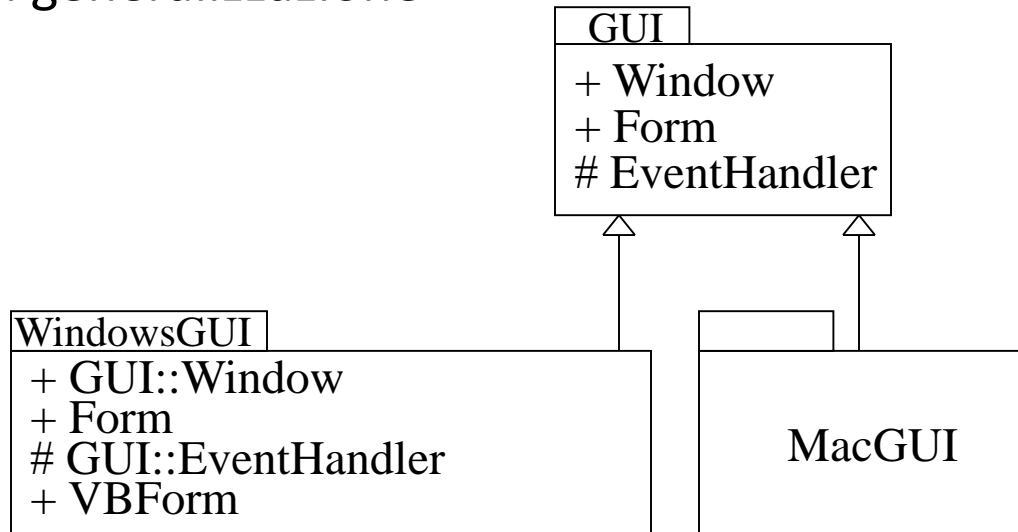 generalizzazione
GUI
+ Window
+ Form
# EventHandler
WindowsGUI
+ GUI::Window
+ Form
# GUI::EventHandler
+ VBForm
MacGUI